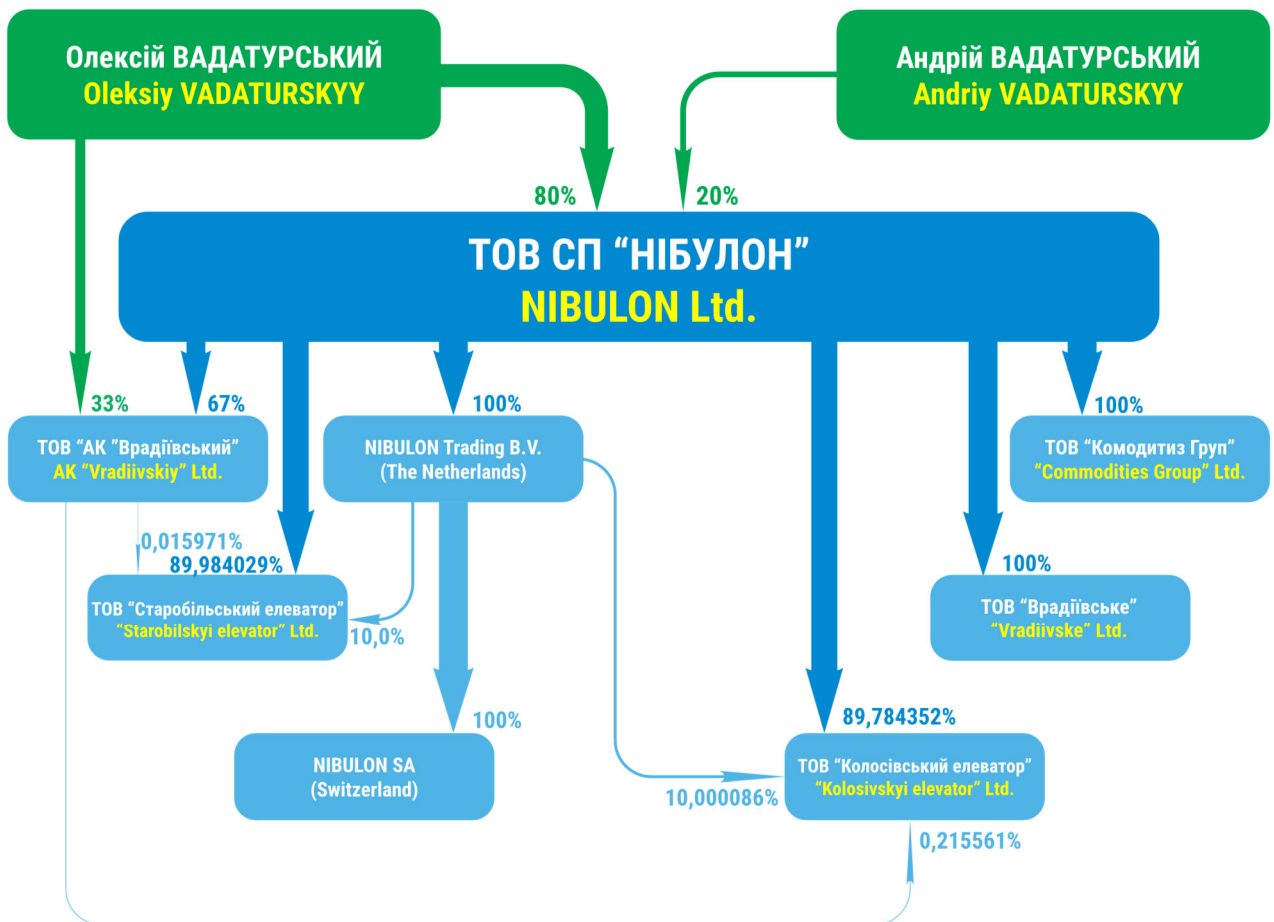 Олексій ВАДАТУРСЬКИЙ
Oleksiy VADATURSKYY
Андрій ВАДАТУРСЬКИЙ
Andriy VADATURSKYY
80%
20%
ТОВ СП “НІБУЛОН”
NIBULON Ltd.
33%
67%
100%
100%
ТОВ “АК ”Врадіївський”
AK “Vradiivskiy” Ltd.
NIBULON Trading B.V.
(The Netherlands)
ТОВ “Комодитиз Груп”
“Commodities Group” Ltd.
0,015971%
89,984029%
100%
ТОВ “Старобільський елеватор”
“Starobilskyi elevator” Ltd.
10,0%
ТОВ “Врадіївське”
“Vradiivske” Ltd.
100%
89,784352%
NIBULON SA
(Switzerland)
ТОВ “Колосівський елеватор”
“Kolosivskyi elevator” Ltd.
10,000086%
0,215561%